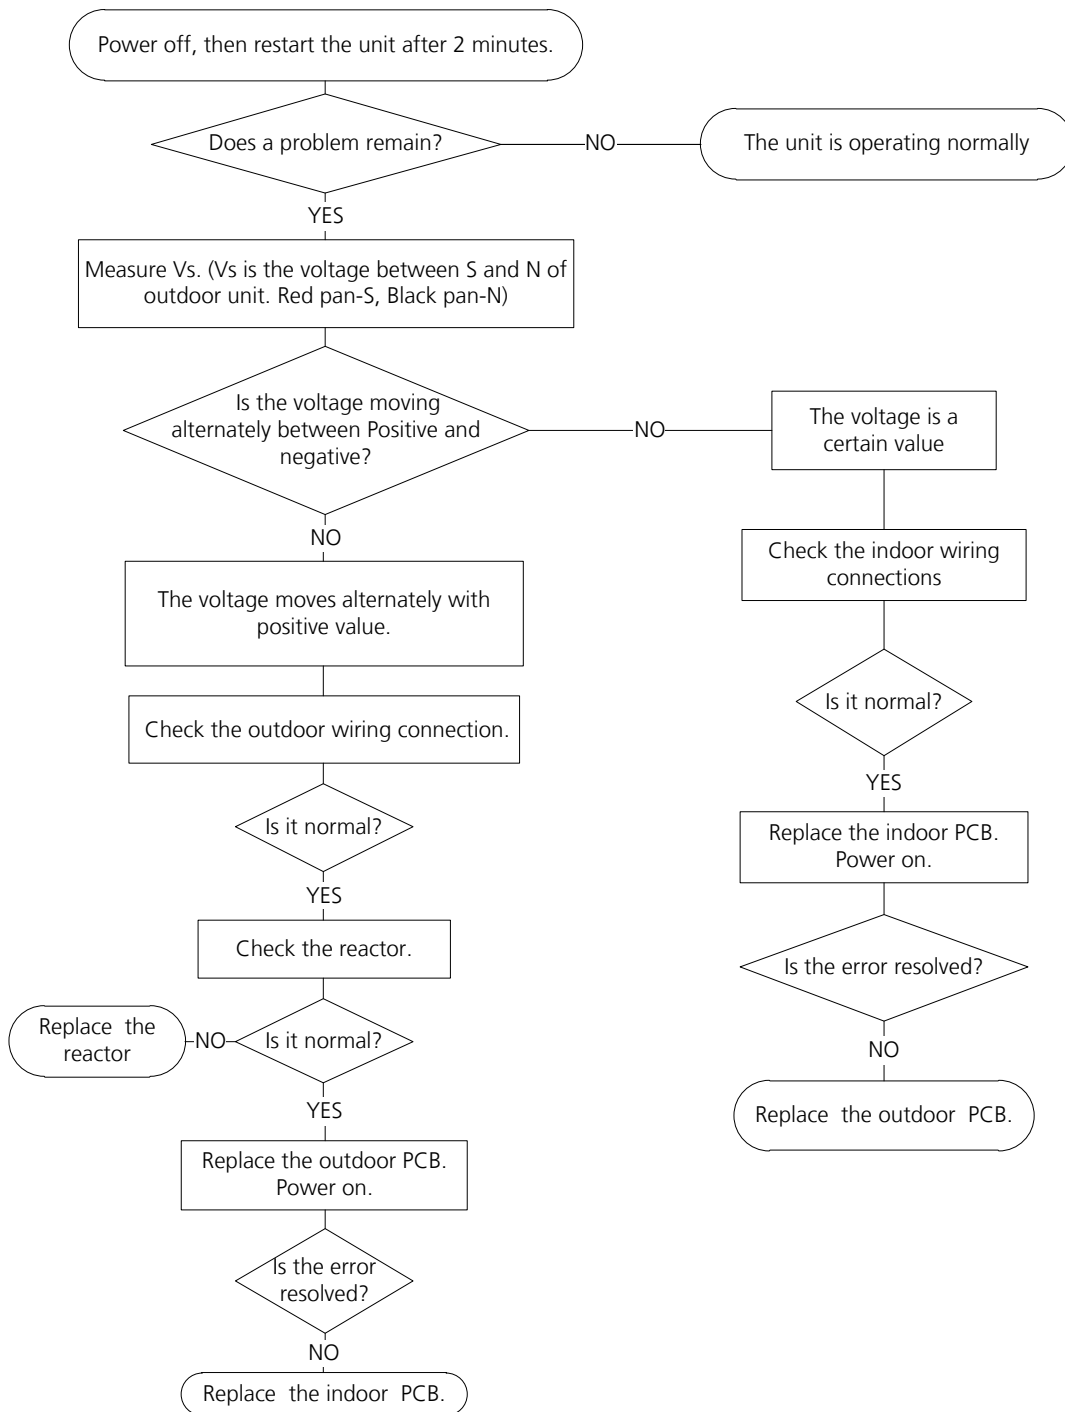 Power off, then restart the unit after 2 minutes.
Does a problem remain?
NO
The unit is operating normally
YES
Measure Vs. (Vs is the voltage between S and N of
outdoor unit. Red pan-S, Black pan-N)
Is the voltage moving
alternately between Positive and
negative?
NO
The voltage is a
certain value
NO
The voltage moves alternately with
positive value.
Check the outdoor wiring connection.
Is it normal?
YES
Check the reactor.
Is it normal?
NO
Replace the
reactor
YES
Replace the outdoor PCB.
Power on.
Is the error
resolved?
NO
Replace the indoor PCB.
Check the indoor wiring
connections
Is it normal?
YES
Replace the indoor PCB.
Power on.
Is the error resolved?
NO
Replace the outdoor PCB.